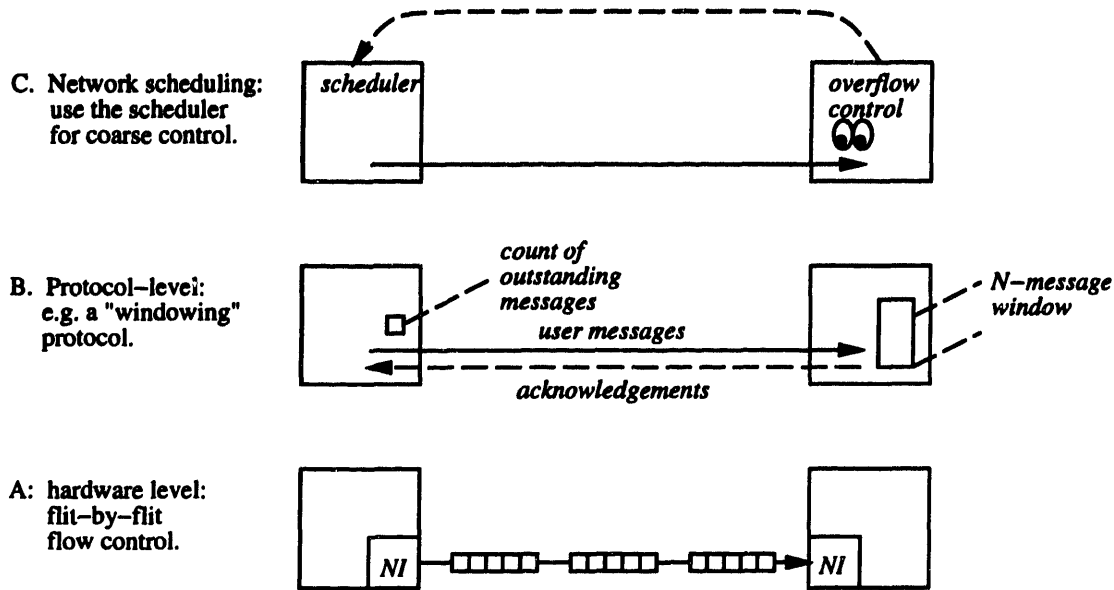 C. Network scheduling:
use the scheduler
for coarse control.
scheduler
overflow
control
B. Protocol-level:
e.g. a "windowing"
protocol.
count of
outstanding
messages
user messages
acknowledgements
N-message
window
A: hardware level:
flit-by-flit
flow control.
NI
NI